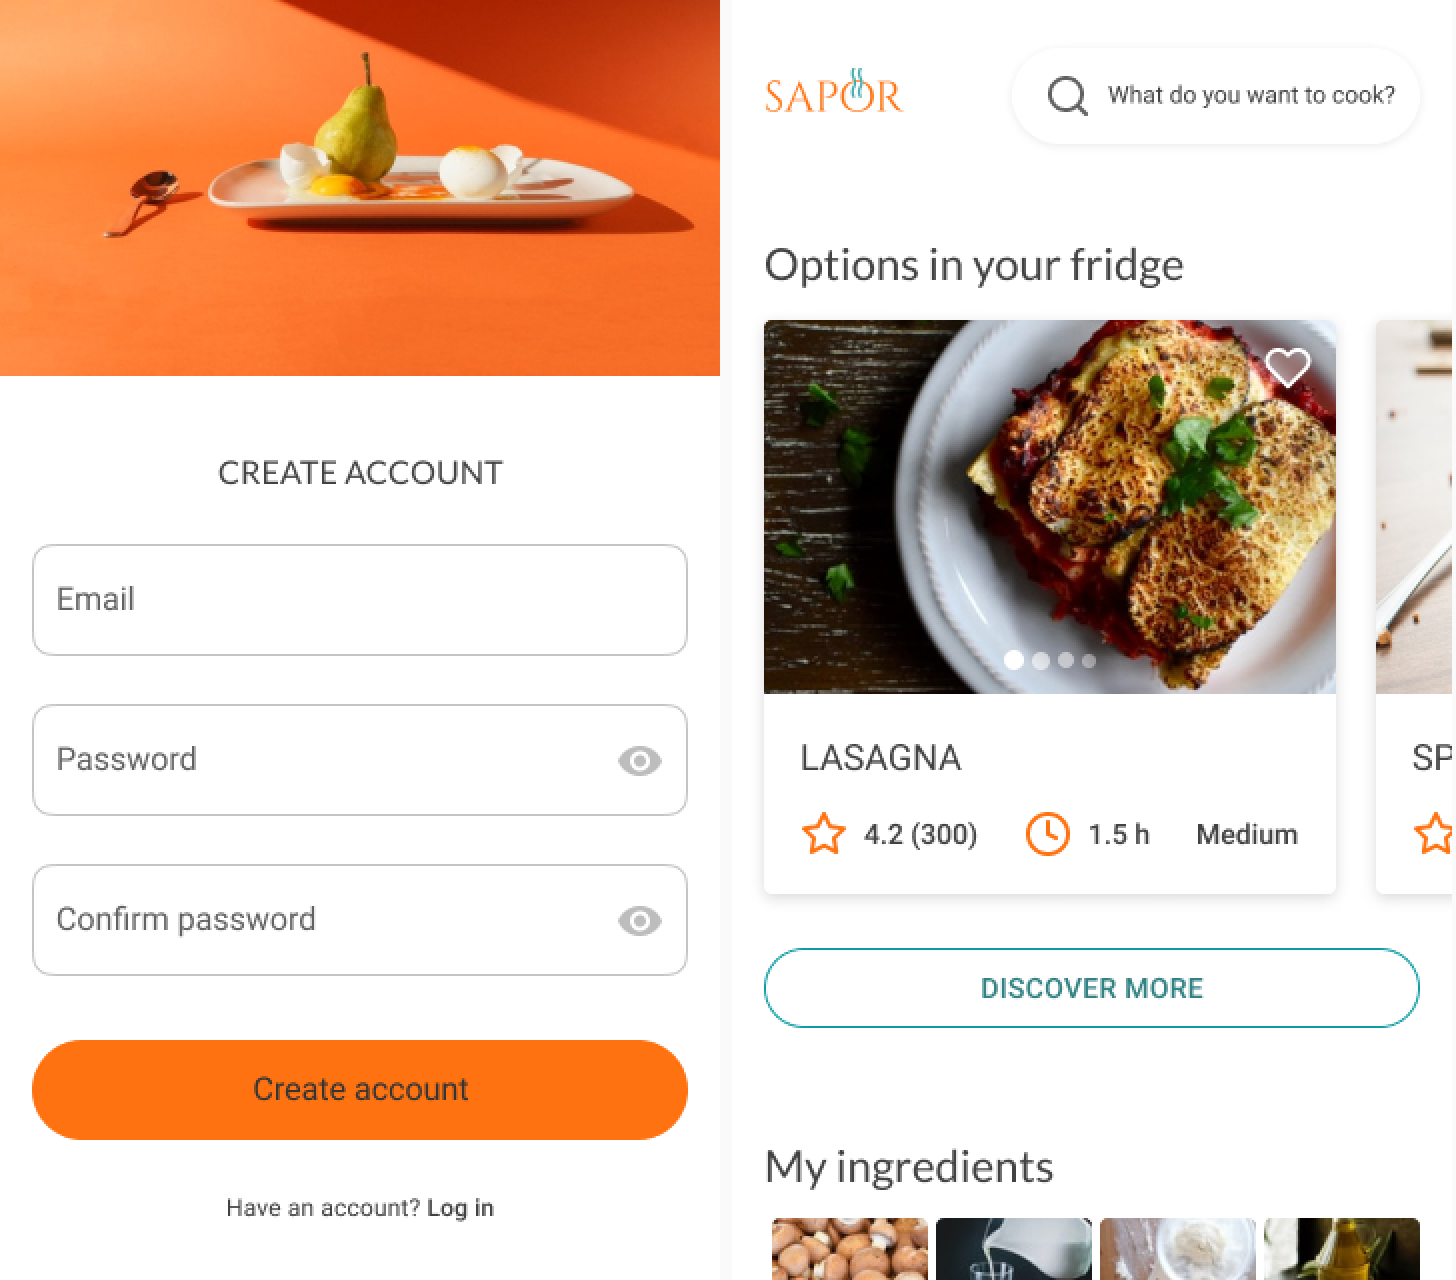 CREATE ACCOUNT
Email
Password
Confirm password
Create account
Have an account? Log in
SAPOR
What do you want to cook?
Options in your fridge
LASAGNA
4.2 (300)
1.5 h
Medium
SP
DISCOVER MORE
My ingredients